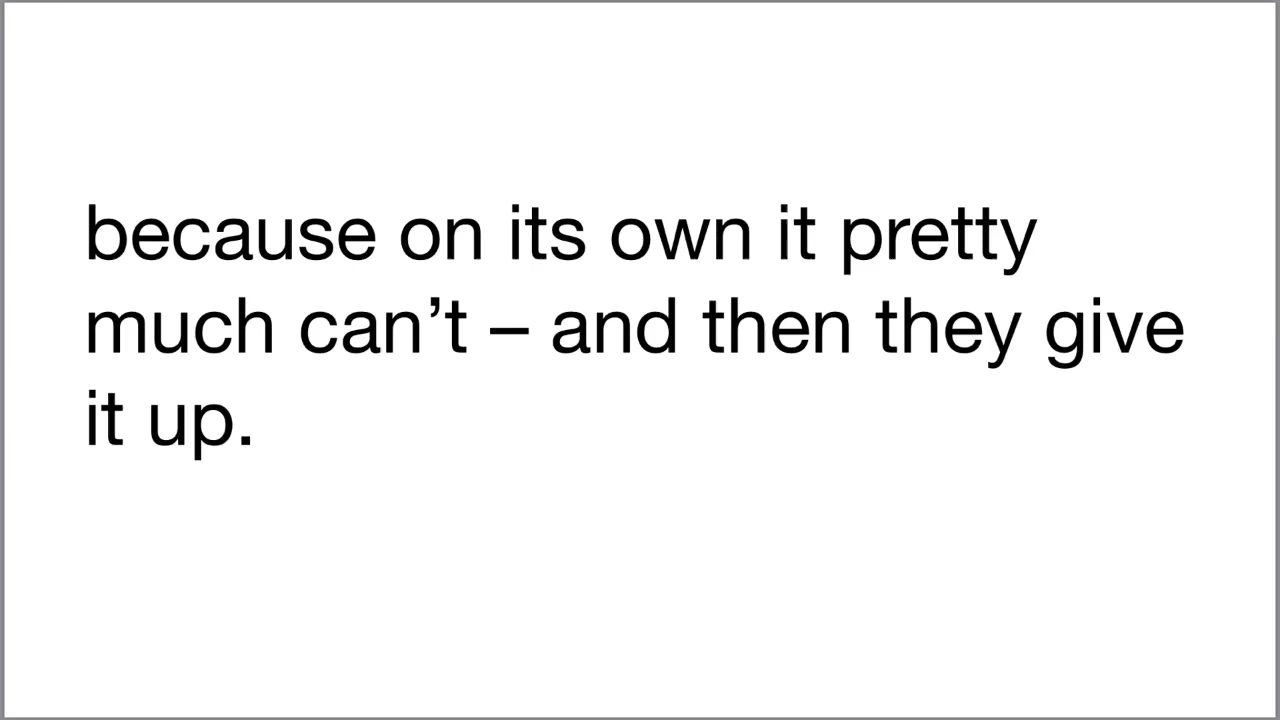 because on its own it pretty
much can’t – and then they give
it up.